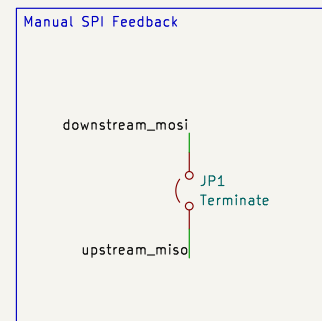 Manual SPI Feedback
downstream_mosi
JP1
Terminate
upstream_miso